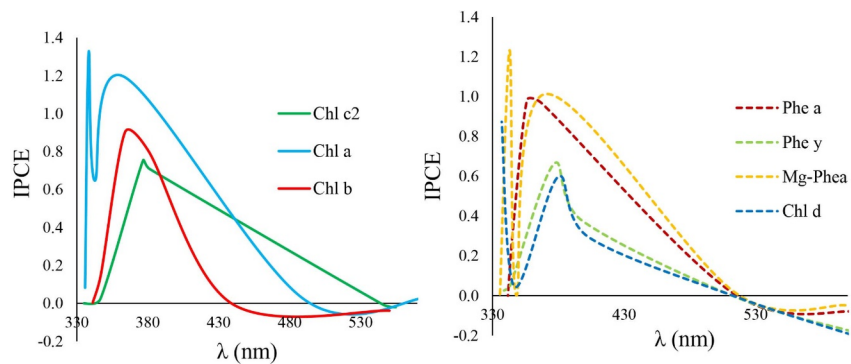 1.4
1.2
1.0
0.8
0.6
0.4
0.2
0.0
-0.2
IPCE
330 380 430 480 530
λ (nm)
Chl c2
Chl a
Chl b
1.4
1.2
1.0
0.8
0.6
0.4
0.2
0.0
-0.2
IPCE
330 430 530
λ (nm)
Phe a
Phe y
Mg-Phea
Chl d